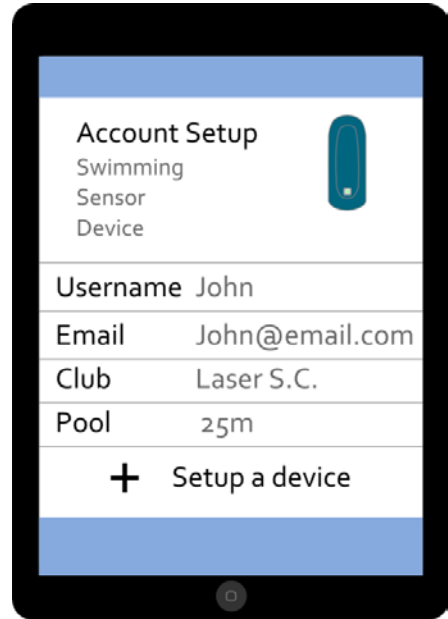 Account Setup
Swimming
Sensor
Device
Username John
Email John@email.com
Club Laser S.C.
Pool 25m
+ Setup a device